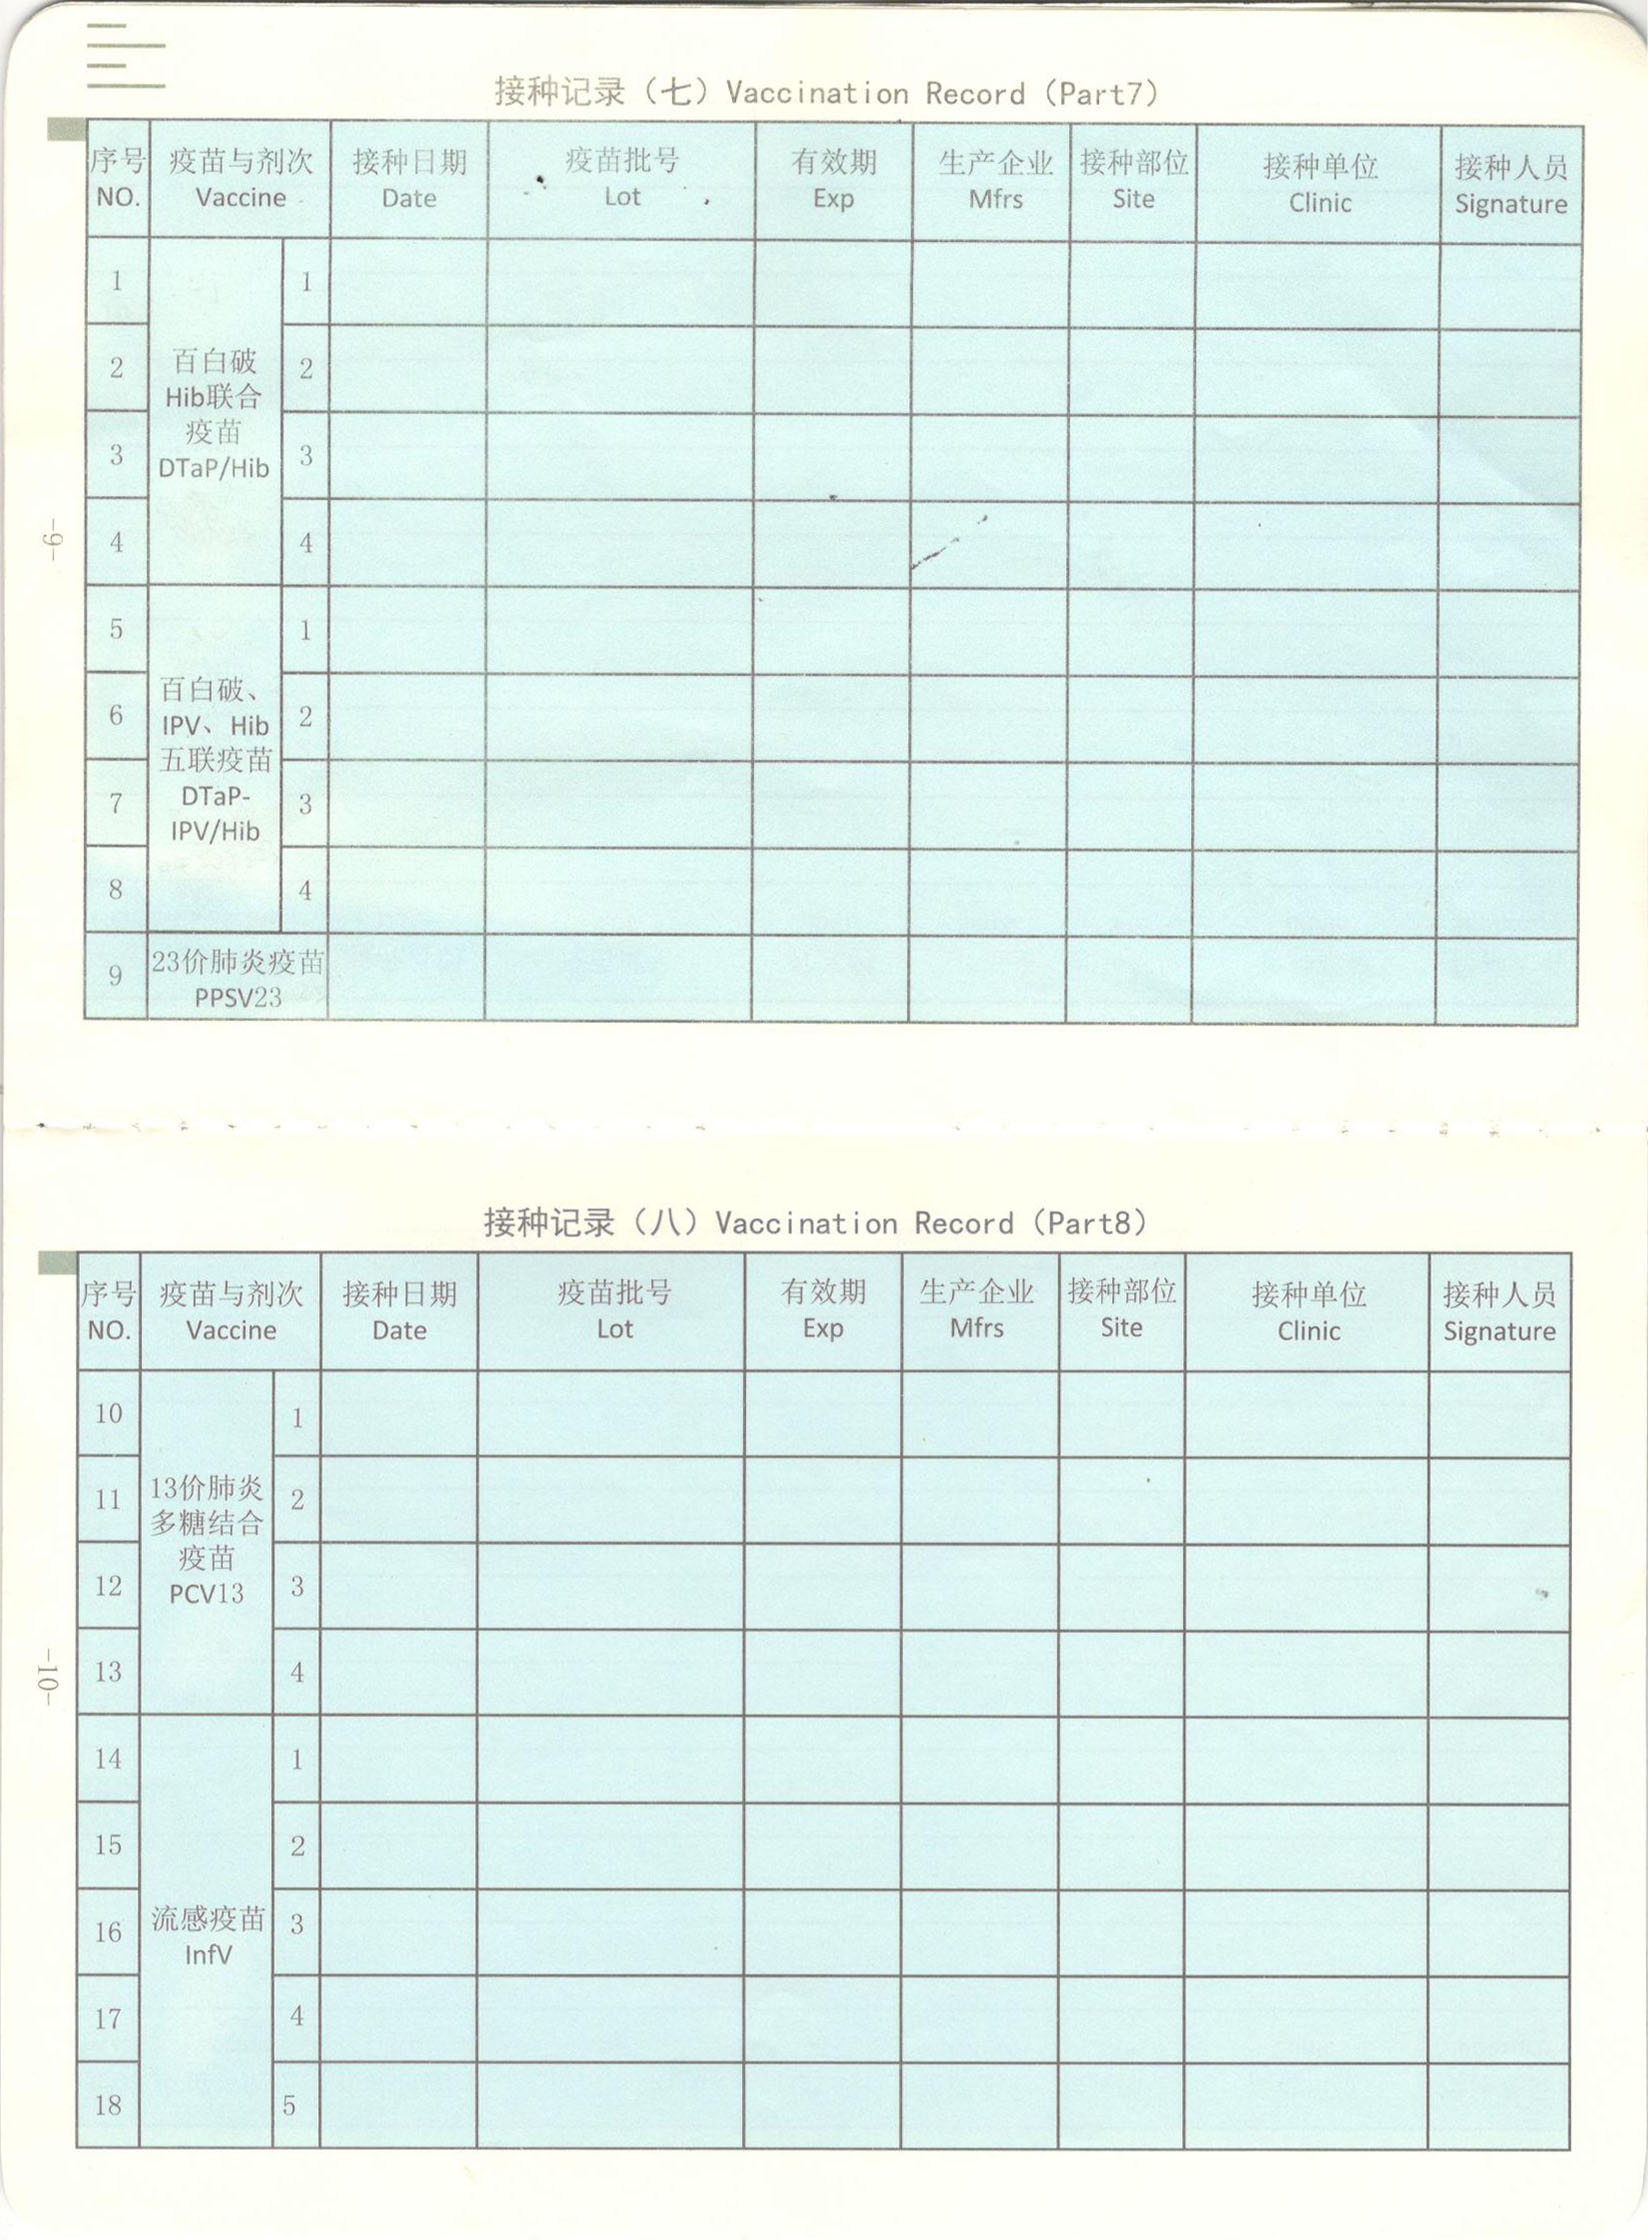 接种记录（七）Vaccination Record（Part7）
序号 疫苗与剂次 接种日期 疫苗批号 有效期 生产企业 接种部位 接种单位 接种人员
NO. Vaccine Date Lot Exp Mfrs Site Clinic Signature
1 1
2 百白破 2
Hib联合
疫苗
3 DTaP/Hib 3
4 4
-9-
5 1
百白破、
6 IPV、Hib 2
五联疫苗
7 DTaP- 3
IPV/Hib
8 4
9 23价肺炎疫苗
PPSV23
接种记录（八）Vaccination Record（Part8）
序号 疫苗与剂次 接种日期 疫苗批号 有效期 生产企业 接种部位 接种单位 接种人员
NO. Vaccine Date Lot Exp Mfrs Site Clinic Signature
10 1
11 13价肺炎 2
多糖结合
疫苗
12 PCV13 3
13 4
-10-
14 1
15 2
16 流感疫苗 3
InfV
17 4
18 5